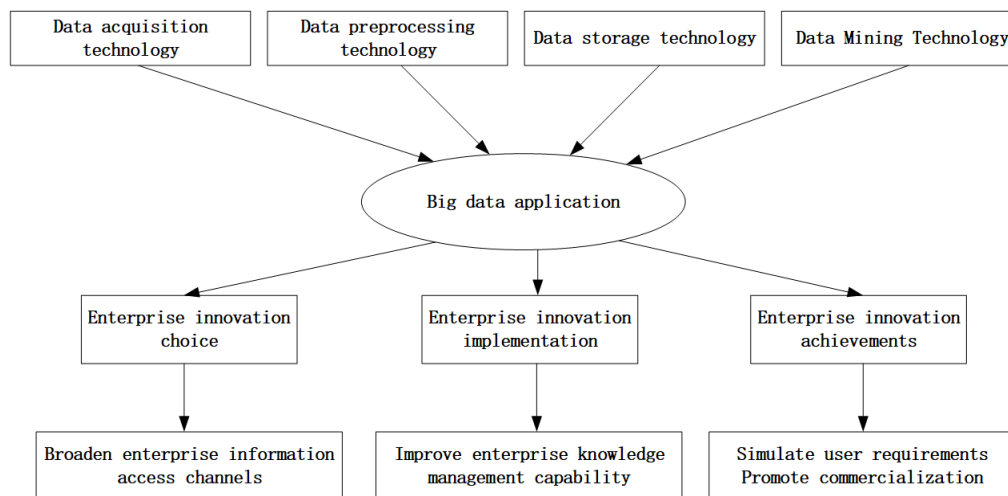 Data acquisition
technology
Data preprocessing
technology
Data storage technology
Data Mining Technology
Big data application
Enterprise innovation
choice
Enterprise innovation
implementation
Enterprise innovation
achievements
Broaden enterprise information
access channels
Improve enterprise knowledge
management capability
Simulate user requirements
Promote commercialization